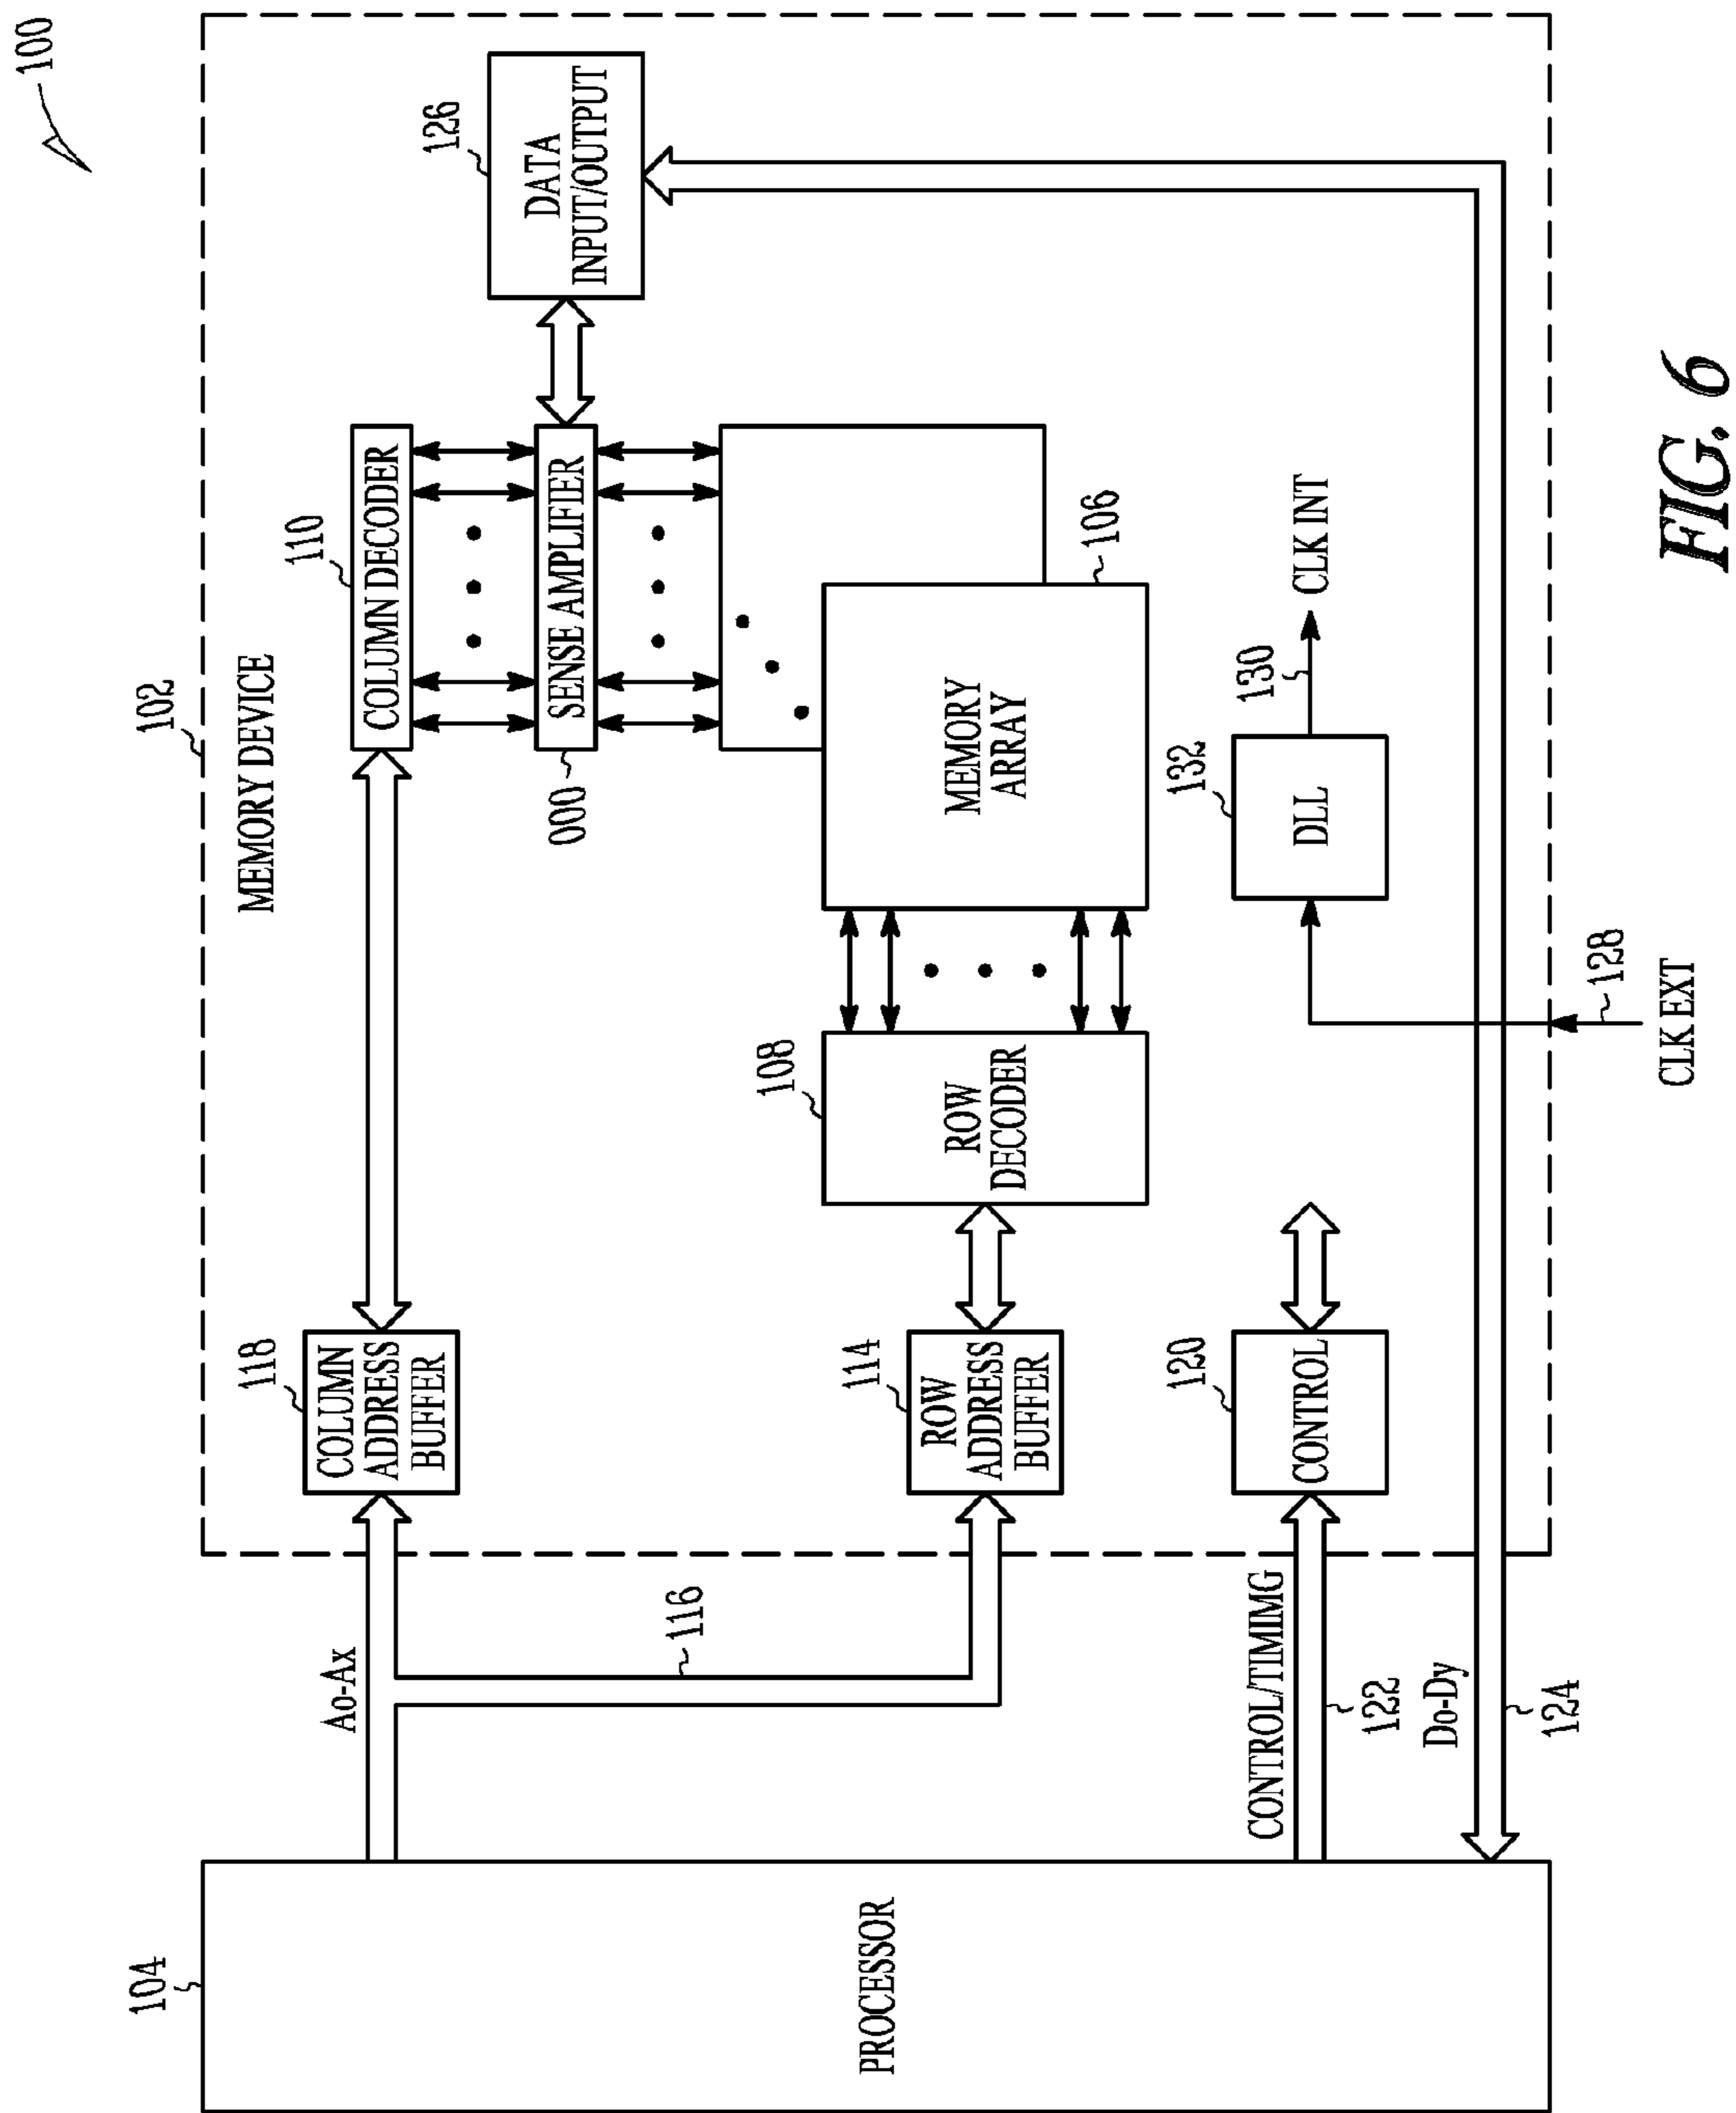 100
102
MEMORY DEVICE
104
PROCESSOR
Ao-Ax
116
118
COLUMN
ADDRESS
BUFFER
110
COLUMN DECODER
000
SENSE AMPLIFIER
126
DATA
INPUT/OUTPUT
114
ROW
ADDRESS
BUFFER
108
ROW
DECODER
MEMORY
ARRAY
106
CONTROL/TIMIMG
122
120
CONTROL
132
DLL
130
CLK INT
Do-Dy
124
128
CLK EXT
FIG. 6